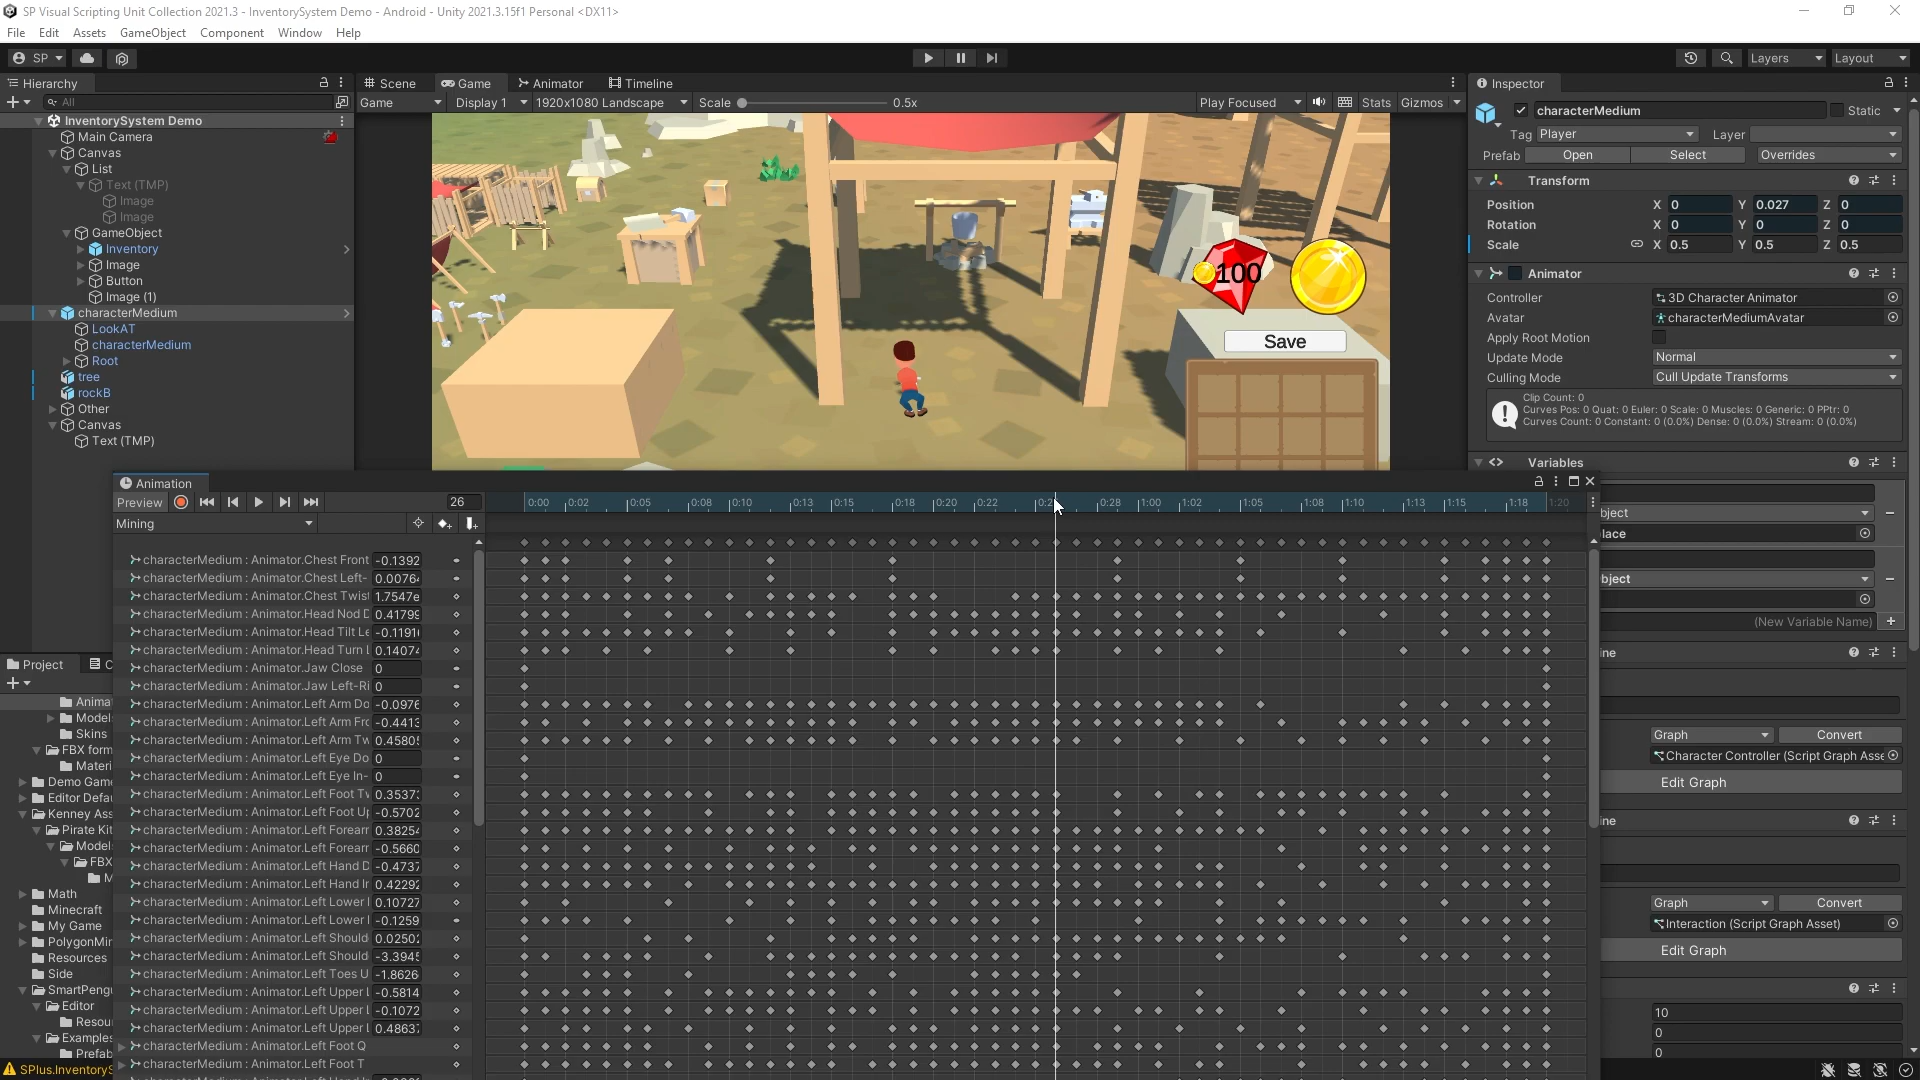 SP Visual Scripting Unit Collection 2021.3 - InventorySystem Demo - Android - Unity 2021.3.15f1 Personal <DX11>
File Edit Assets GameObject Component Window Help
SP Layers Layout
Hierarchy
All
InventorySystem Demo
Main Camera
Canvas
List
Text (TMP)
Image
Image
GameObject
Inventory
Image
Button
Image (1)
characterMedium
LookAT
characterMedium
Root
tree
rockB
Other
Canvas
Text (TMP)
Scene Game Animator Timeline
Game Display 1 1920x1080 Landscape Scale 0.5x Play Focused Stats Gizmos
100
Save
Inspector
characterMedium Static
Tag Player Layer
Prefab Open Select Overrides
Transform
Position X 0 Y 0.027 Z 0
Rotation X 0 Y 0 Z 0
Scale X 0.5 Y 0.5 Z 0.5
Animator
Controller 3D Character Animator
Avatar characterMediumAvatar
Apply Root Motion
Update Mode Normal
Culling Mode Cull Update Transforms
Clip Count: 0
Curves Pos: 0 Quat: 0 Euler: 0 Scale: 0 Muscles: 0 Generic: 0 PPtr: 0
Curves Count: 0 Constant: 0 (0.0%) Dense: 0 (0.0%) Stream: 0 (0.0%)
Variables
bject
lace
bject
(New Variable Name)
ine
Graph Convert
Character Controller (Script Graph Asse
Edit Graph
ine
Graph Convert
Interaction (Script Graph Asset)
Edit Graph
10
0
0
Animation
Preview 26 0:00 0:02 0:05 0:08 0:10 0:13 0:15 0:18 0:20 0:22 0:2 0:28 1:00 1:02 1:05 1:08 1:10 1:13 1:15 1:18 1:20
Mining
characterMedium : Animator.Chest Front -0.1392
characterMedium : Animator.Chest Left- 0.0076
characterMedium : Animator.Chest Twis 1.7547e
characterMedium : Animator.Head Nod D 0.41799
characterMedium : Animator.Head Tilt Le -0.1191
characterMedium : Animator.Head Turn L 0.14074
characterMedium : Animator.Jaw Close 0
characterMedium : Animator.Jaw Left-Ri 0
characterMedium : Animator.Left Arm Do -0.0976
characterMedium : Animator.Left Arm Fro -0.4413
characterMedium : Animator.Left Arm Tw 0.4580
characterMedium : Animator.Left Eye Do 0
characterMedium : Animator.Left Eye In- 0
characterMedium : Animator.Left Foot Tw 0.3537
characterMedium : Animator.Left Foot Up -0.5702
characterMedium : Animator.Left Forearm 0.38254
characterMedium : Animator.Left Forearm -0.5660
characterMedium : Animator.Left Hand D -0.4737
characterMedium : Animator.Left Hand In 0.42292
characterMedium : Animator.Left Lower 0.10727
characterMedium : Animator.Left Lower -0.1259
characterMedium : Animator.Left Should 0.0250
characterMedium : Animator.Left Should -3.3945
characterMedium : Animator.Left Toes U -1.8626
characterMedium : Animator.Left Upper L -0.5814
characterMedium : Animator.Left Upper L -0.1072
characterMedium : Animator.Left Upper L 0.4863
characterMedium : Animator.Left Foot Q
characterMedium : Animator.Left Foot T
Project C
Animat
Models
Skins
FBX form
Materi
Demo Game
Editor Defau
Kenney Ass
Pirate Kit
Model
FBX
M
Math
Minecraft
My Game
PolygonMin
Resources
Side
SmartPengu
Editor
Resou
Examples
Prefab
SPlus.InventoryS